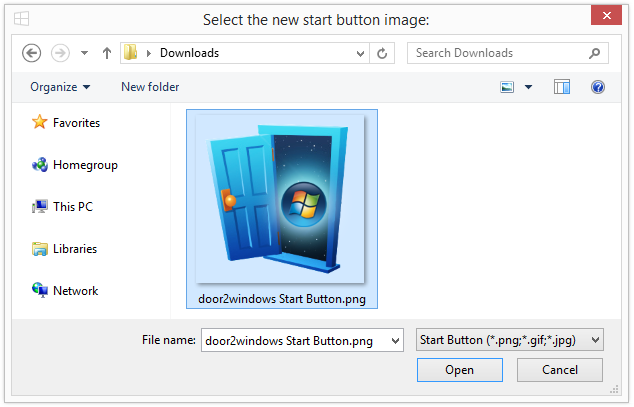 Select the new start button image:
Downloads
Search Downloads
Organize
New folder
Favorites
Homegroup
This PC
Libraries
Network
door2windows Start Button.png
File name:
door2windows Start Button.png
Start Button (*.png;*.gif;*.jpg)
Open
Cancel